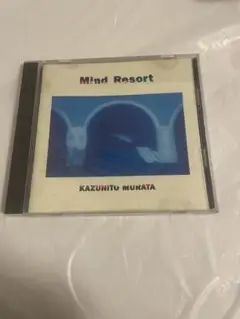 Mind Resort
KAZUHITO MURATA